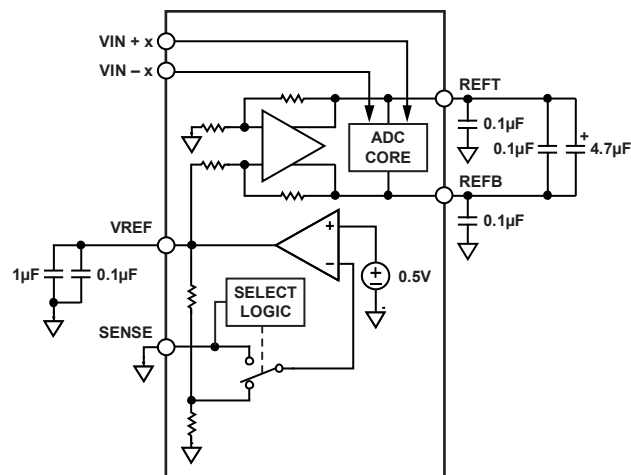 VIN + x
VIN – x
REFT
0.1µF
ADC
CORE
0.1µF
+
4.7µF
REFB
0.1µF
VREF
+
–
1µF
0.1µF
0.5V
SELECT
LOGIC
SENSE